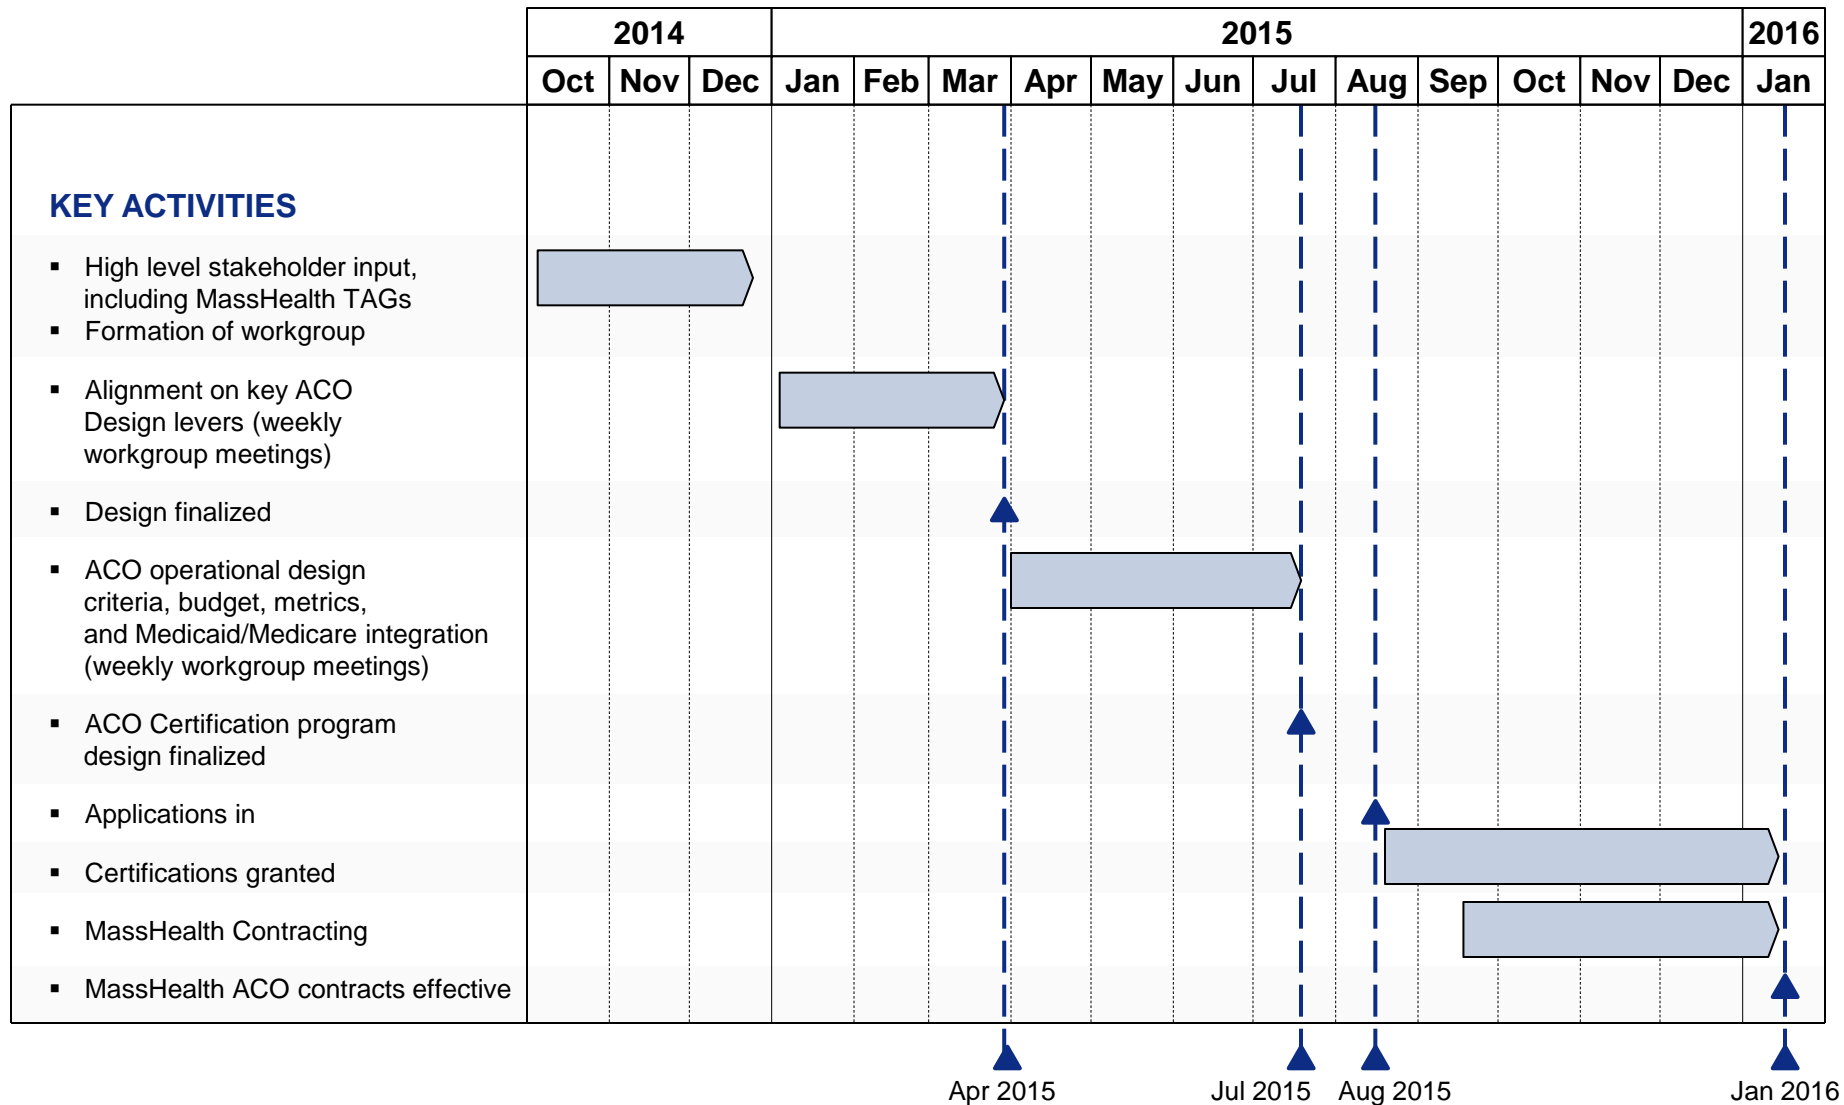 2014 2015 2016
Oct Nov Dec Jan Feb Mar Apr May Jun Jul Aug Sep Oct Nov Dec Jan
KEY ACTIVITIES
▪ High level stakeholder input,
including MassHealth TAGs
▪ Formation of workgroup
▪ Alignment on key ACO
Design levers (weekly
workgroup meetings)
▪ Design finalized
▪ ACO operational design
criteria, budget, metrics,
and Medicaid/Medicare integration
(weekly workgroup meetings)
▪ ACO Certification program
design finalized
▪ Applications in
▪ Certifications granted
▪ MassHealth Contracting
▪ MassHealth ACO contracts effective
Apr 2015 Jul 2015 Aug 2015 Jan 2016